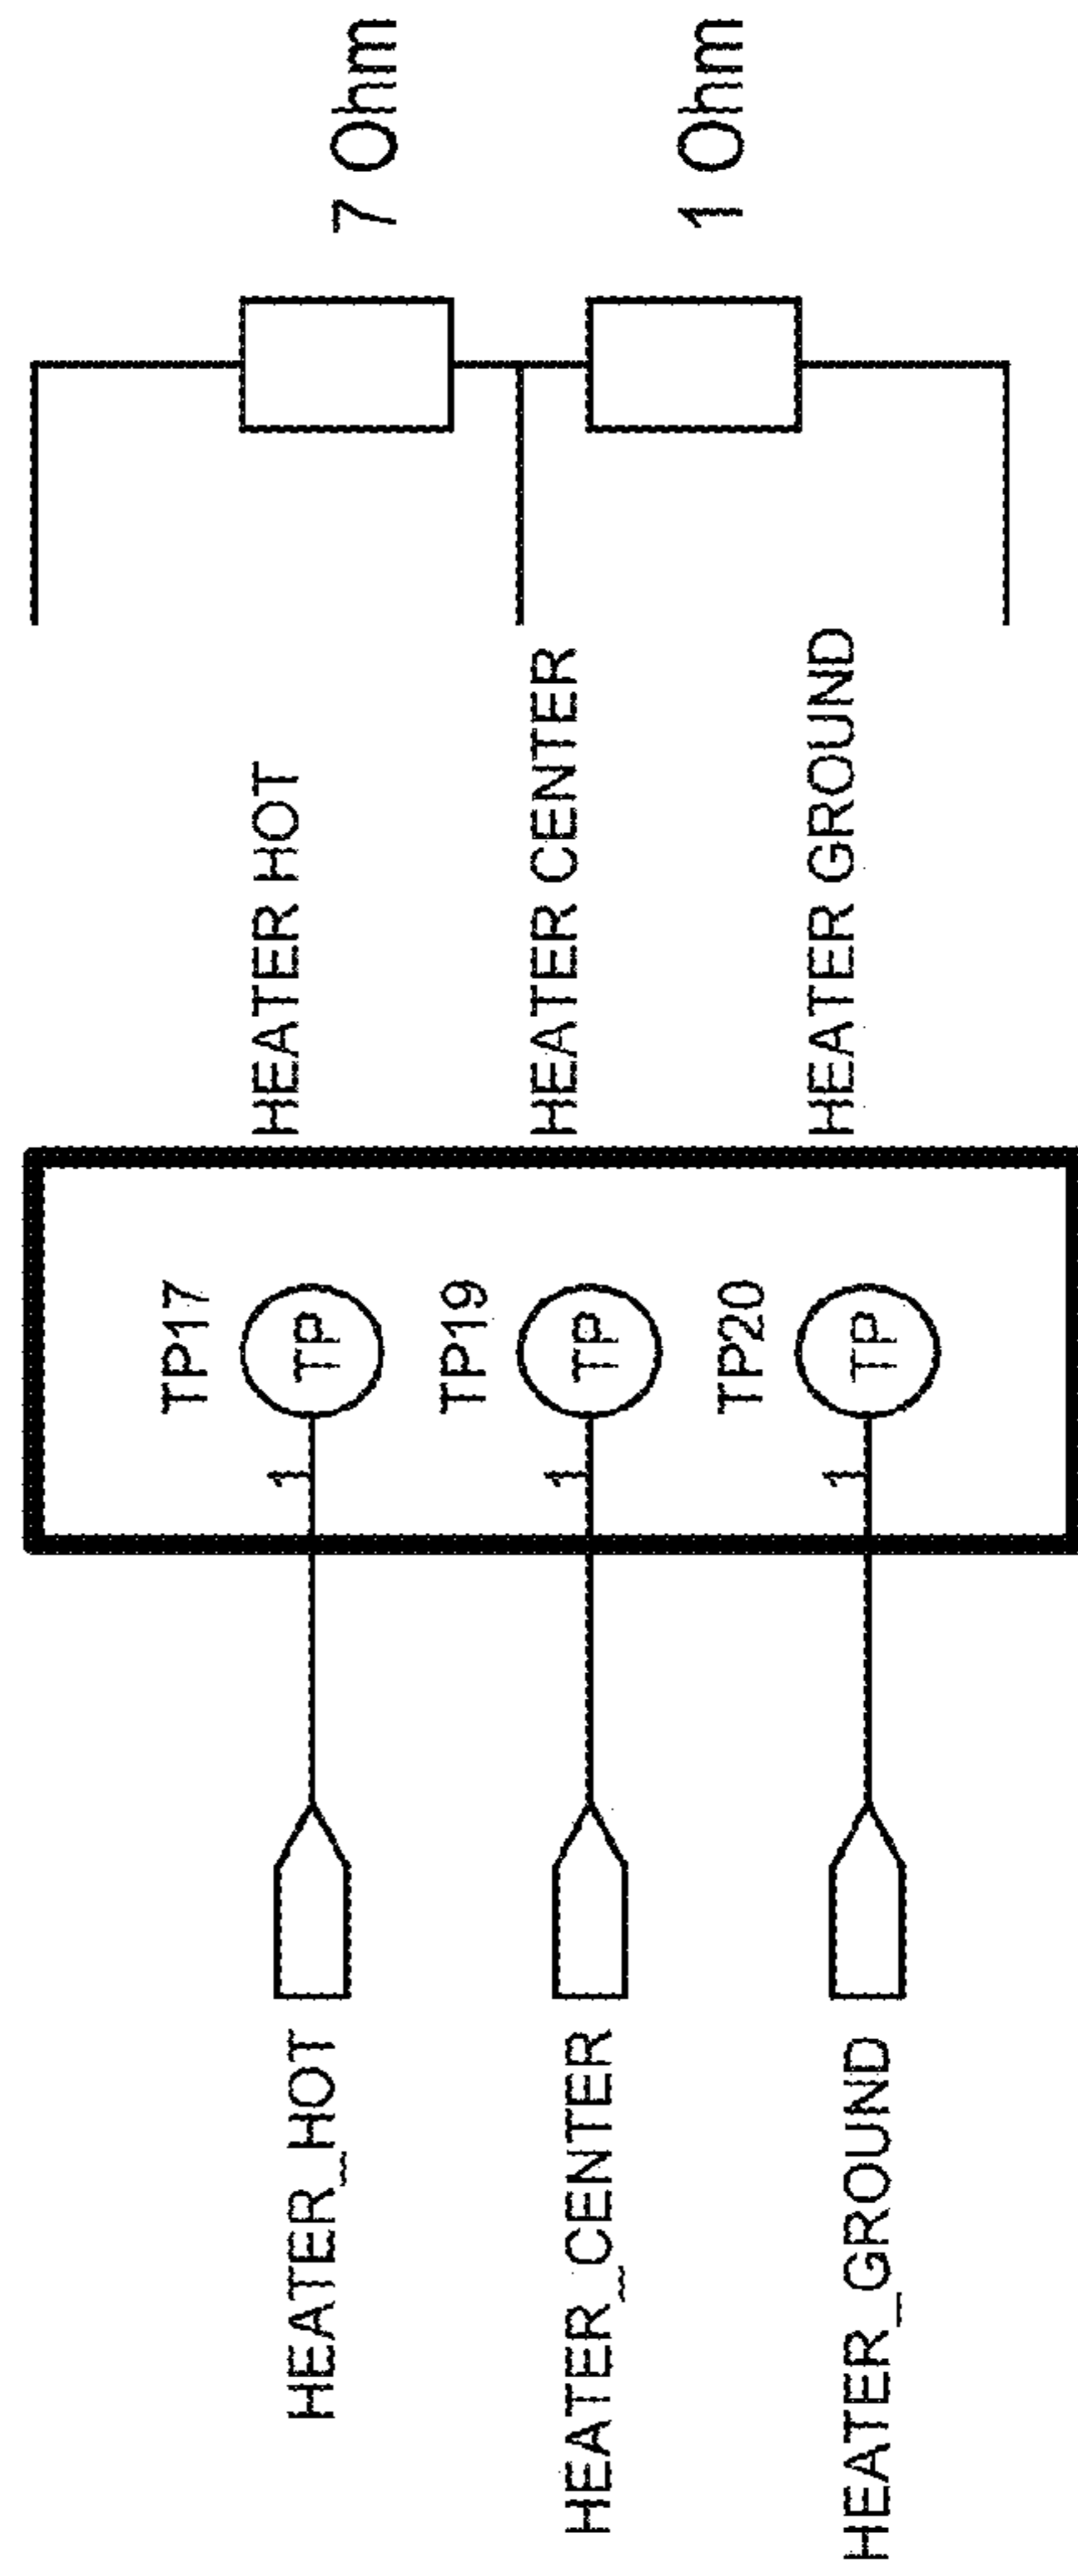 HEATER_HOT
1
TP17
TP
HEATER HOT
7 Ohm
HEATER_CENTER
1
TP19
TP
HEATER CENTER
1 Ohm
HEATER_GROUND
1
TP20
TP
HEATER GROUND